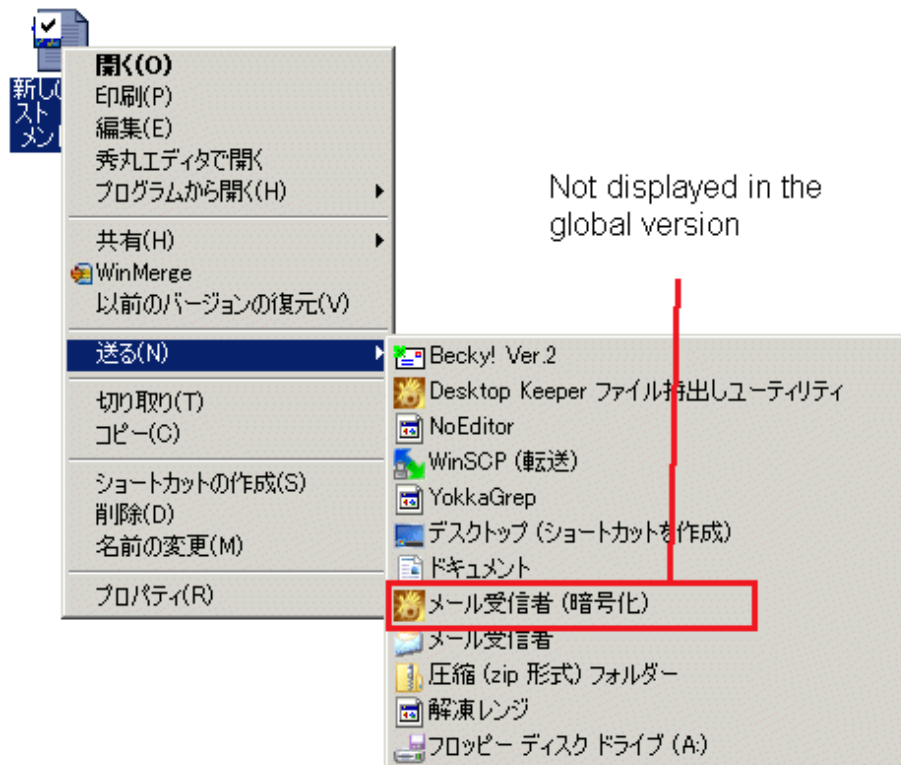 新し
スト
メン
開く(O)
印刷(P)
編集(E)
秀丸エディタで開く
プログラムから開く(H)
共有(H)
WinMerge
以前のバージョンの復元(V)
送る(N)
切り取り(T)
コピー(C)
ショートカットの作成(S)
削除(D)
名前の変更(M)
プロパティ(R)
Not displayed in the
global version
Becky! Ver.2
Desktop Keeper ファイル持出しユーティリティ
NoEditor
WinSCP (転送)
YokkaGrep
デスクトップ (ショートカットを作成)
ドキュメント
メール受信者 (暗号化)
メール受信者
圧縮 (zip 形式) フォルダー
解凍レンジ
フロッピー ディスク ドライブ (A:)